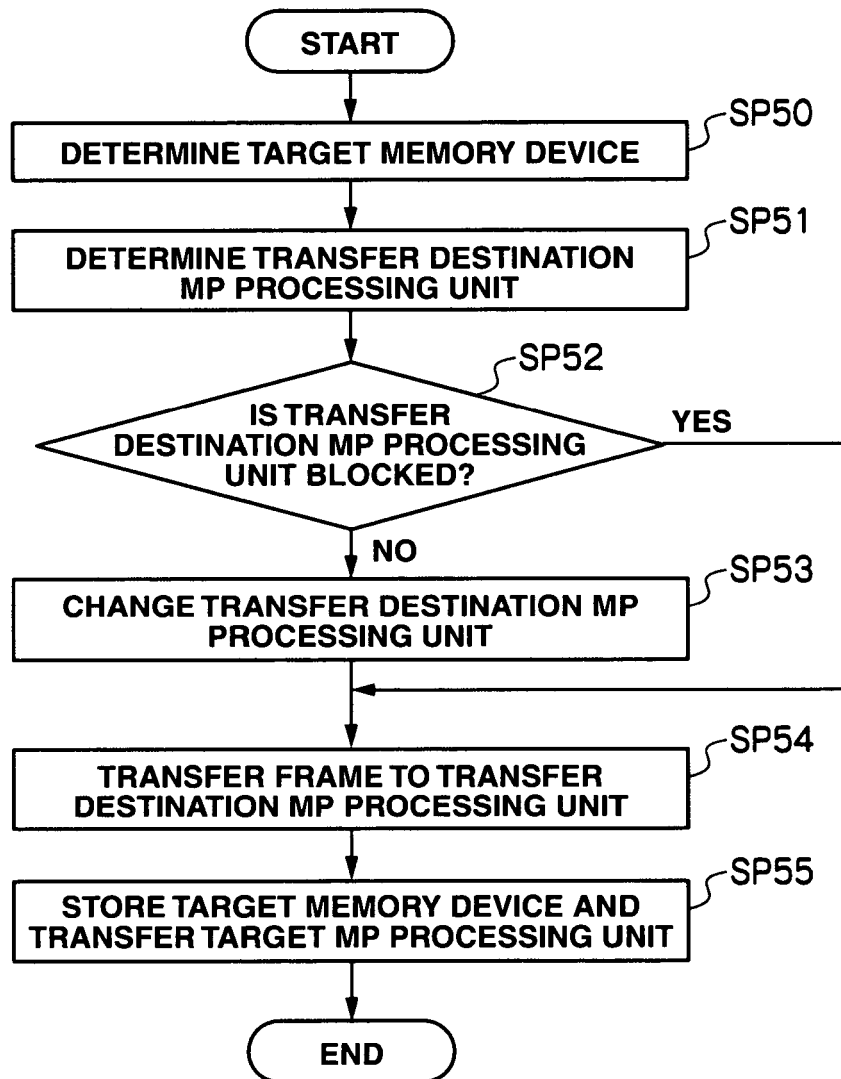 START
SP50
DETERMINE TARGET MEMORY DEVICE
SP51
DETERMINE TRANSFER DESTINATION
MP PROCESSING UNIT
SP52
IS TRANSFER
DESTINATION MP PROCESSING
UNIT BLOCKED?
YES
NO
SP53
CHANGE TRANSFER DESTINATION MP
PROCESSING UNIT
SP54
TRANSFER FRAME TO TRANSFER
DESTINATION MP PROCESSING UNIT
SP55
STORE TARGET MEMORY DEVICE AND
TRANSFER TARGET MP PROCESSING UNIT
END